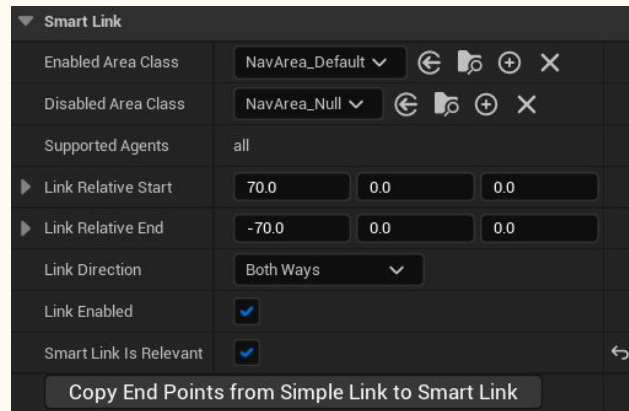 Smart Link
Enabled Area Class NavArea_Default
Disabled Area Class NavArea_Null
Supported Agents all
Link Relative Start 70.0 0.0 0.0
Link Relative End -70.0 0.0 0.0
Link Direction Both Ways
Link Enabled
Smart Link Is Relevant
Copy End Points from Simple Link to Smart Link